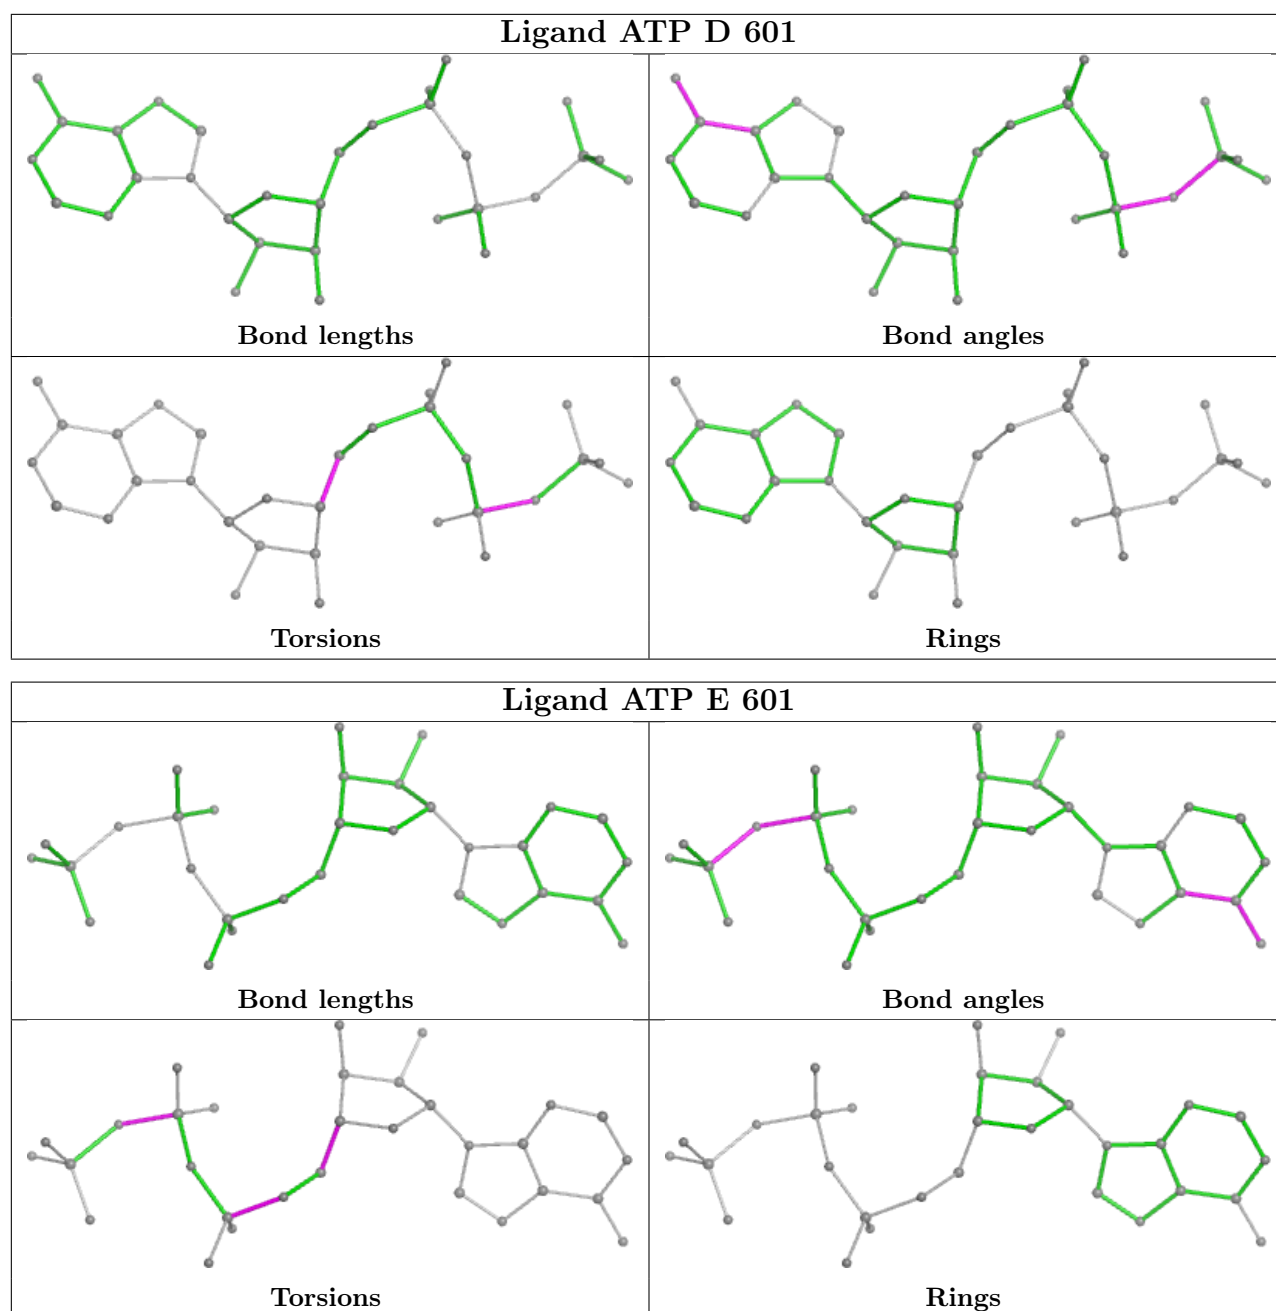 Ligand ATP D 601
Bond lengths
Bond angles
Torsions
Rings
Ligand ATP E 601
Bond lengths
Bond angles
Torsions
Rings